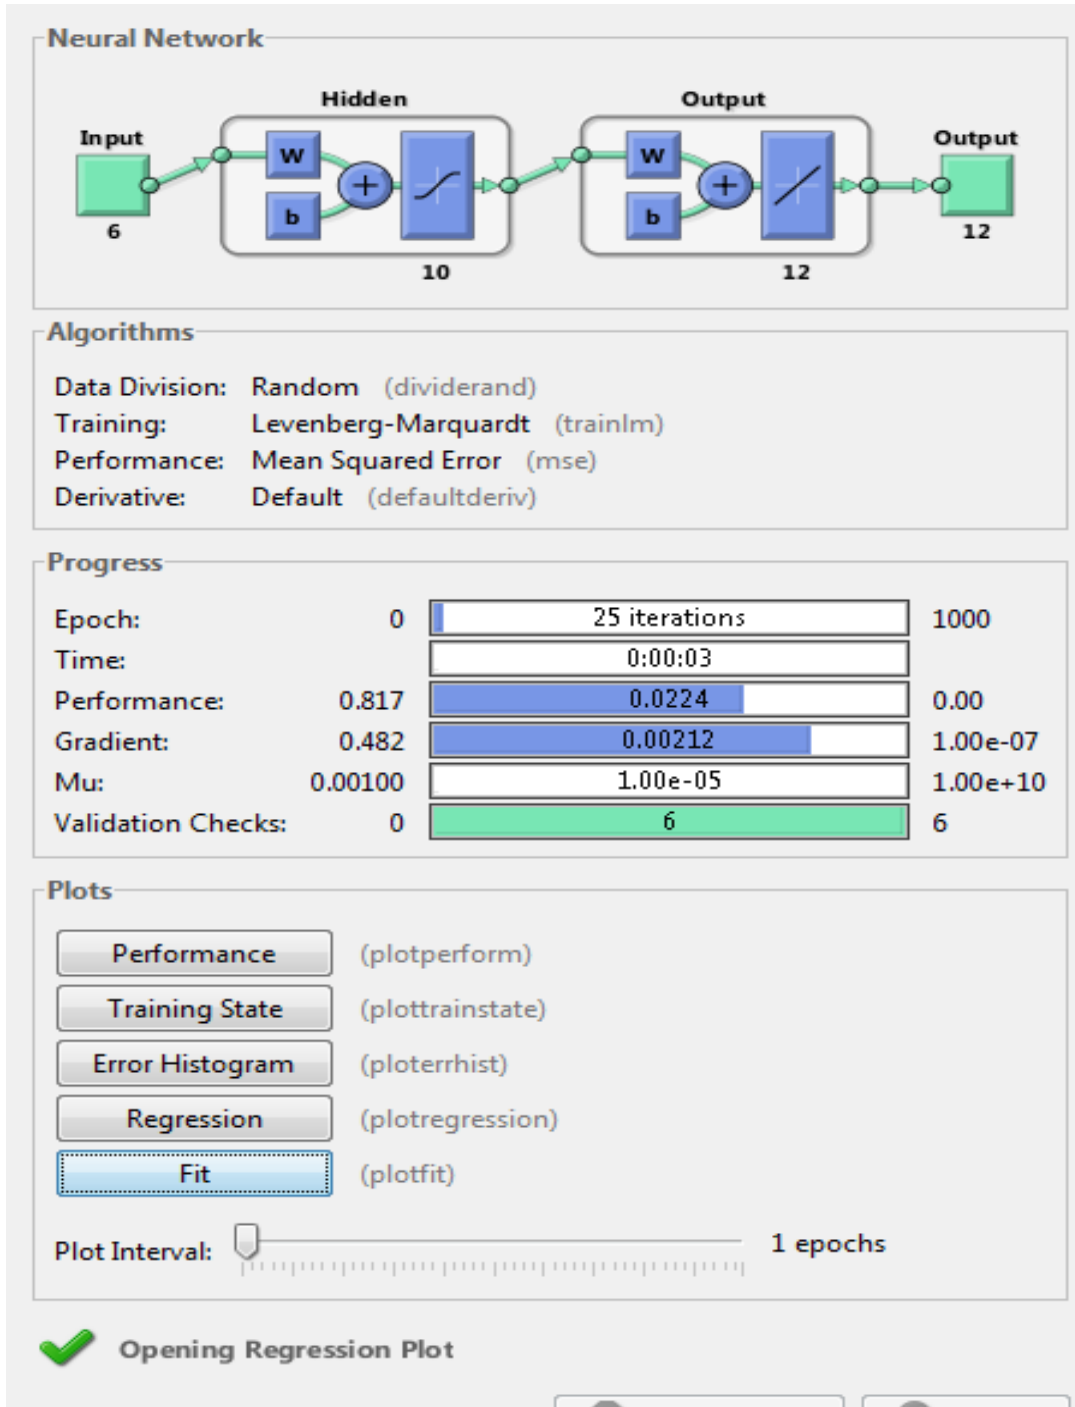 Neural Network
Hidden
Output
Input
Output
W
b
+
W
b
+
6
10
12
12
Algorithms
Data Division: Random (dividerand)
Training: Levenberg-Marquardt (trainlm)
Performance: Mean Squared Error (mse)
Derivative: Default (defaultderiv)
Progress
Epoch: 0 25 iterations 1000
Time: 0:00:03
Performance: 0.817 0.0224 0.00
Gradient: 0.482 0.00212 1.00e-07
Mu: 0.00100 1.00e-05 1.00e+10
Validation Checks: 0 6 6
Plots
Performance (plotperform)
Training State (plottrainstate)
Error Histogram (ploterrhist)
Regression (plotregression)
Fit (plotfit)
Plot Interval: 1 epochs
Opening Regression Plot